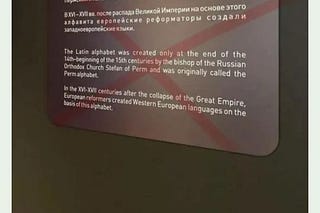 В XVI - XVII вв. после распада Великой Империи на основе этого
алфавита европейские реформаторы создали
западноевропейские языки.
The Latin alphabet was created only at the end of the
14th-beginning of the 15th centuries by the bishop of the Russian
Orthodox Church Stefan of Perm and was originally called the
Perm alphabet.
In the XVI-XVII centuries after the collapse of the Great Empire,
European reformers created Western European languages on the
basis of this alphabet.